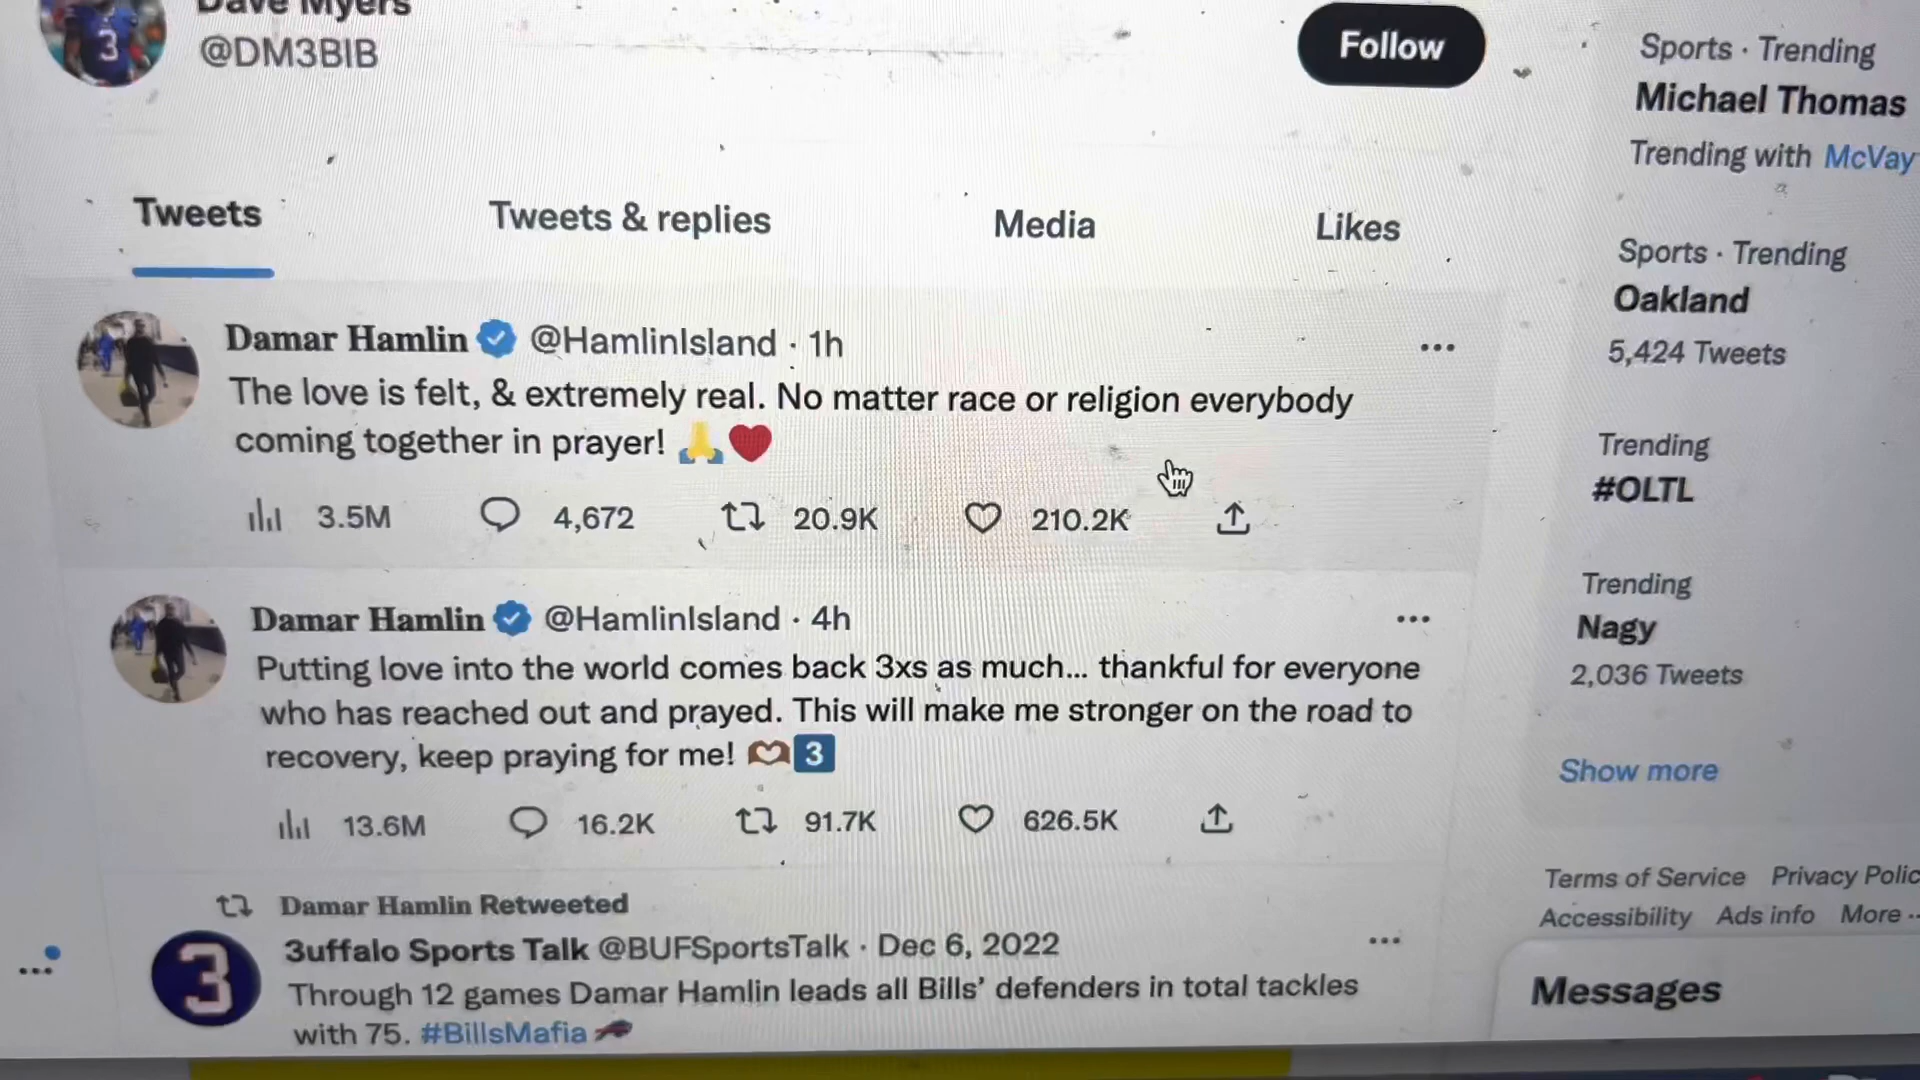 Dave Myers
@DM3BIB
Follow
Tweets
Tweets & replies
Media
Likes
Damar Hamlin @HamlinIsland · 1h
The love is felt, & extremely real. No matter race or religion everybody
coming together in prayer! 🙏❤️
3.5M 4,672 20.9K 210.2K
Damar Hamlin @HamlinIsland · 4h
Putting love into the world comes back 3xs as much... thankful for everyone
who has reached out and prayed. This will make me stronger on the road to
recovery, keep praying for me! 🫶🏾3️⃣
13.6M 16.2K 91.7K 626.5K
Damar Hamlin Retweeted
3uffalo Sports Talk @BUFSportsTalk · Dec 6, 2022
Through 12 games Damar Hamlin leads all Bills' defenders in total tackles
with 75. #BillsMafia
3
3
Sports · Trending
Michael Thomas
Trending with McVay
Sports · Trending
Oakland
5,424 Tweets
Trending
#OLTL
Trending
Nagy
2,036 Tweets
Show more
Terms of Service Privacy Polic
Accessibility Ads info More ...
Messages